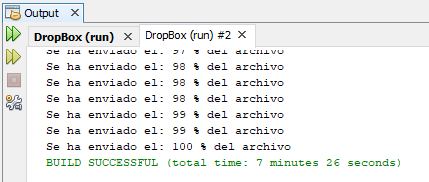 Output
DropBox (run)
DropBox (run) #2
Se ha enviado el: 97 % del archivo
Se ha enviado el: 98 % del archivo
Se ha enviado el: 98 % del archivo
Se ha enviado el: 98 % del archivo
Se ha enviado el: 99 % del archivo
Se ha enviado el: 99 % del archivo
Se ha enviado el: 100 % del archivo
BUILD SUCCESSFUL (total time: 7 minutes 26 seconds)